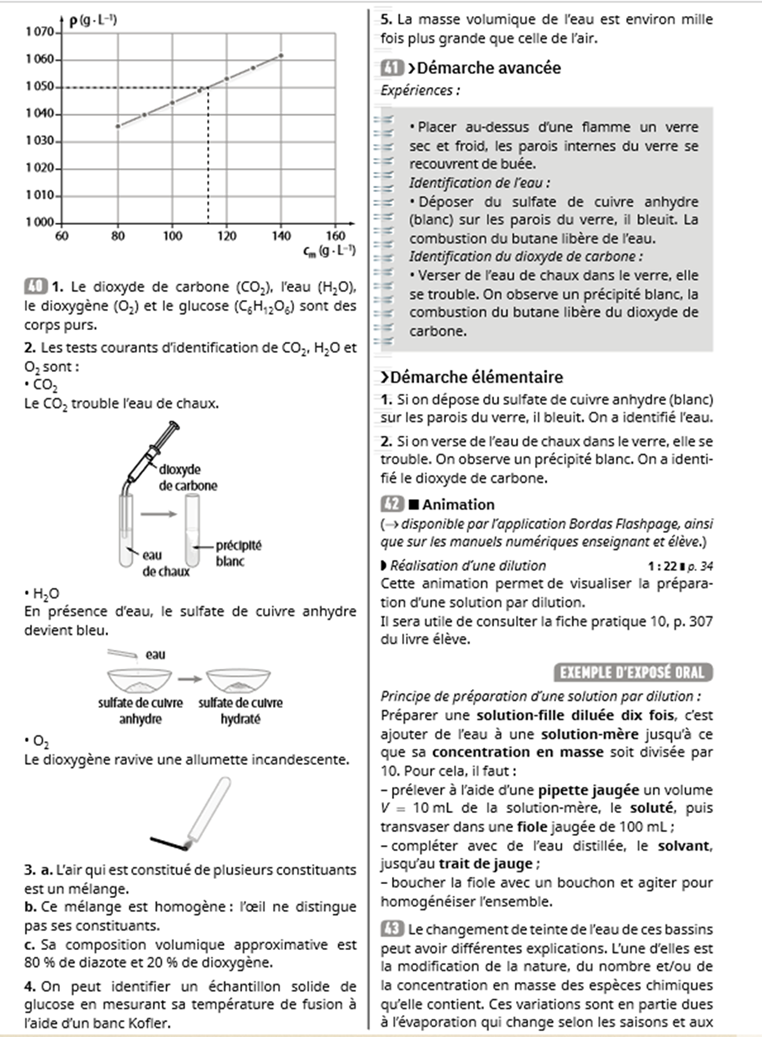 ρ (g · L⁻¹)
1 070
1 060
1 050
1 040
1 030
1 020
1 010
1 000
60 80 100 120 140 160
cₘ (g · L⁻¹)
40 1. Le dioxyde de carbone (CO₂), l'eau (H₂O),
le dioxygène (O₂) et le glucose (C₆H₁₂O₆) sont des
corps purs.
2. Les tests courants d'identification de CO₂, H₂O et
O₂ sont :
• CO₂
Le CO₂ trouble l'eau de chaux.
dioxyde
de carbone
eau
de chaux
précipité
blanc
• H₂O
En présence d'eau, le sulfate de cuivre anhydre
devient bleu.
eau
sulfate de cuivre sulfate de cuivre
anhydre hydraté
• O₂
Le dioxygène ravive une allumette incandescente.
3. a. L'air qui est constitué de plusieurs constituants
est un mélange.
b. Ce mélange est homogène : l'œil ne distingue
pas ses constituants.
c. Sa composition volumique approximative est
80 % de diazote et 20 % de dioxygène.
4. On peut identifier un échantillon solide de
glucose en mesurant sa température de fusion à
l'aide d'un banc Kofler.
5. La masse volumique de l'eau est environ mille
fois plus grande que celle de l'air.
41 › Démarche avancée
Expériences :
• Placer au-dessus d'une flamme un verre
sec et froid, les parois internes du verre se
recouvrent de buée.
Identification de l'eau :
• Déposer du sulfate de cuivre anhydre
(blanc) sur les parois du verre, il bleuit. La
combustion du butane libère de l'eau.
Identification du dioxyde de carbone :
• Verser de l'eau de chaux dans le verre, elle
se trouble. On observe un précipité blanc, la
combustion du butane libère du dioxyde de
carbone.
› Démarche élémentaire
1. Si on dépose du sulfate de cuivre anhydre (blanc)
sur les parois du verre, il bleuit. On a identifié l'eau.
2. Si on verse de l'eau de chaux dans le verre, elle se
trouble. On observe un précipité blanc. On a identi-
fié le dioxyde de carbone.
42 ■ Animation
(→ disponible par l'application Bordas Flashpage, ainsi
que sur les manuels numériques enseignant et élève.)
◗ Réalisation d'une dilution 1 : 22 ▮ p. 34
Cette animation permet de visualiser la prépara-
tion d'une solution par dilution.
Il sera utile de consulter la fiche pratique 10, p. 307
du livre élève.
EXEMPLE D'EXPOSÉ ORAL
Principe de préparation d'une solution par dilution :
Préparer une solution-fille diluée dix fois, c'est
ajouter de l'eau à une solution-mère jusqu'à ce
que sa concentration en masse soit divisée par
10. Pour cela, il faut :
– prélever à l'aide d'une pipette jaugée un volume
V = 10 mL de la solution-mère, le soluté, puis
transvaser dans une fiole jaugée de 100 mL ;
– compléter avec de l'eau distillée, le solvant,
jusqu'au trait de jauge ;
– boucher la fiole avec un bouchon et agiter pour
homogénéiser l'ensemble.
43 Le changement de teinte de l'eau de ces bassins
peut avoir différentes explications. L'une d'elles est
la modification de la nature, du nombre et/ou de
la concentration en masse des espèces chimiques
qu'elle contient. Ces variations sont en partie dues
à l'évaporation qui change selon les saisons et aux